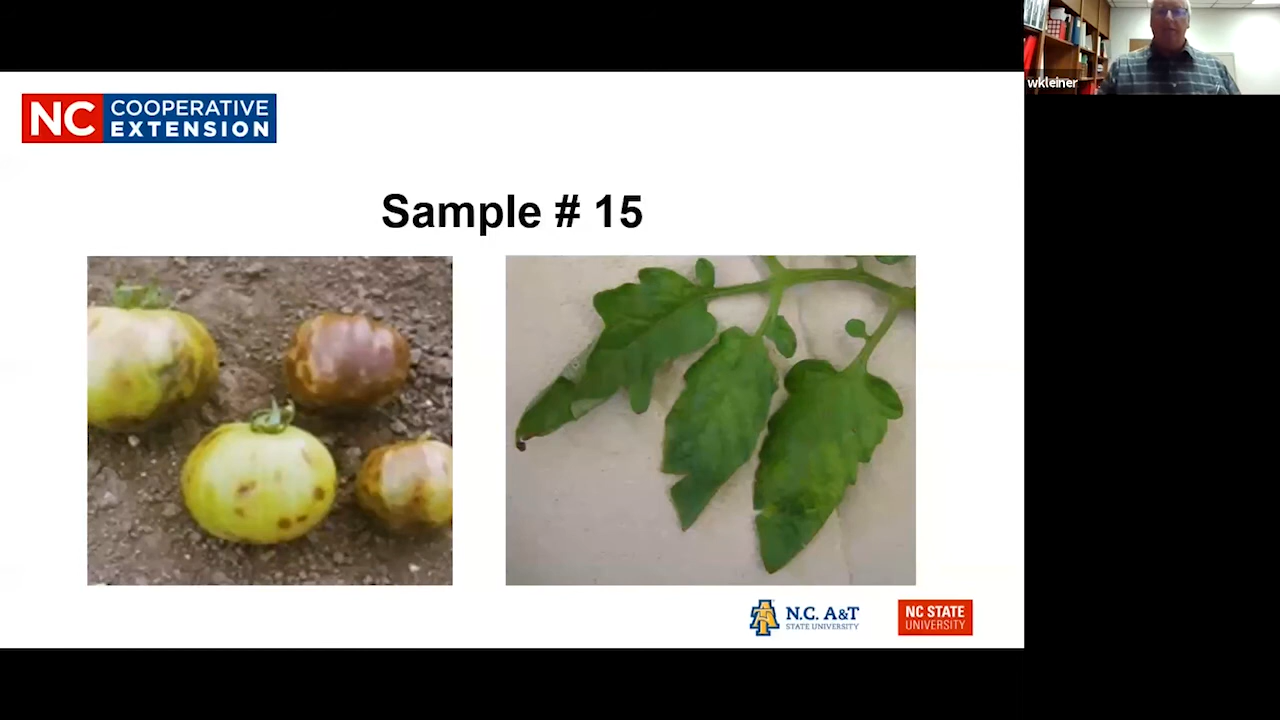 wkleiner
NC COOPERATIVE
EXTENSION
Sample # 15
N.C. A&T
STATE UNIVERSITY
NC STATE
UNIVERSITY